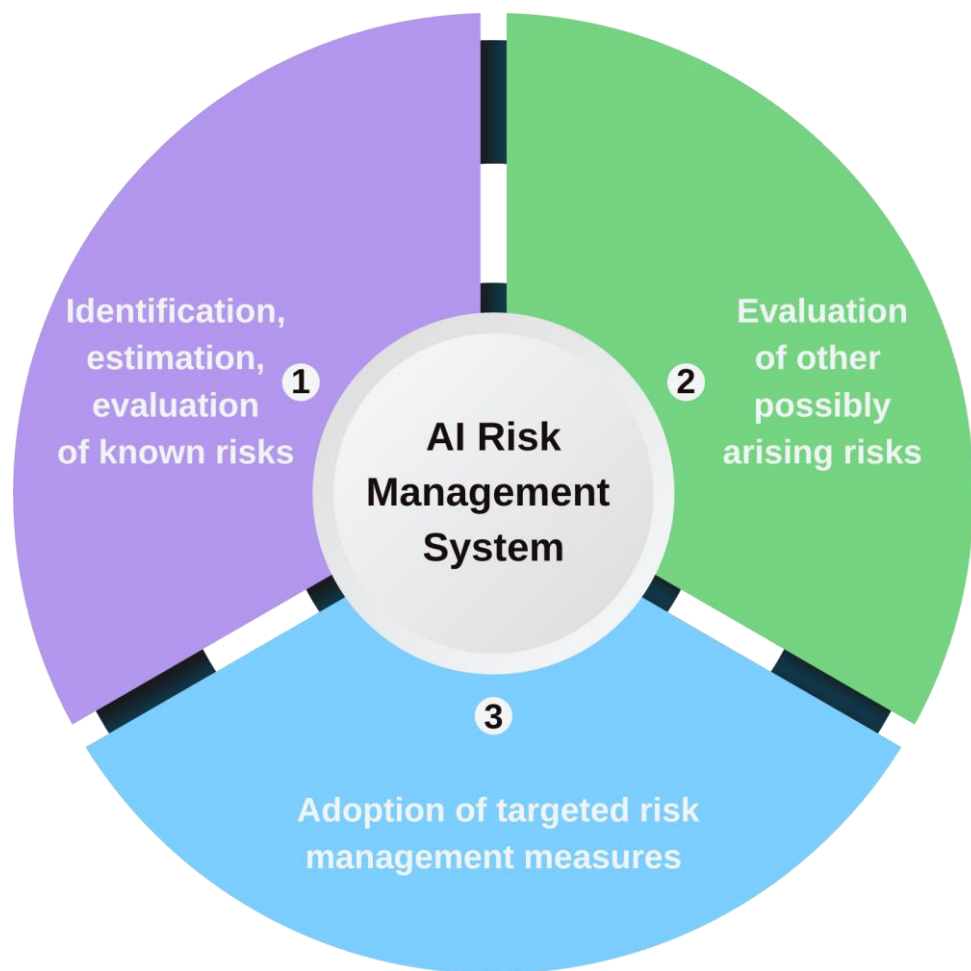 Identification,
estimation,
evaluation
of known risks
1
2
Evaluation
of other
possibly
arising risks
AI Risk
Management
System
3
Adoption of targeted risk
management measures